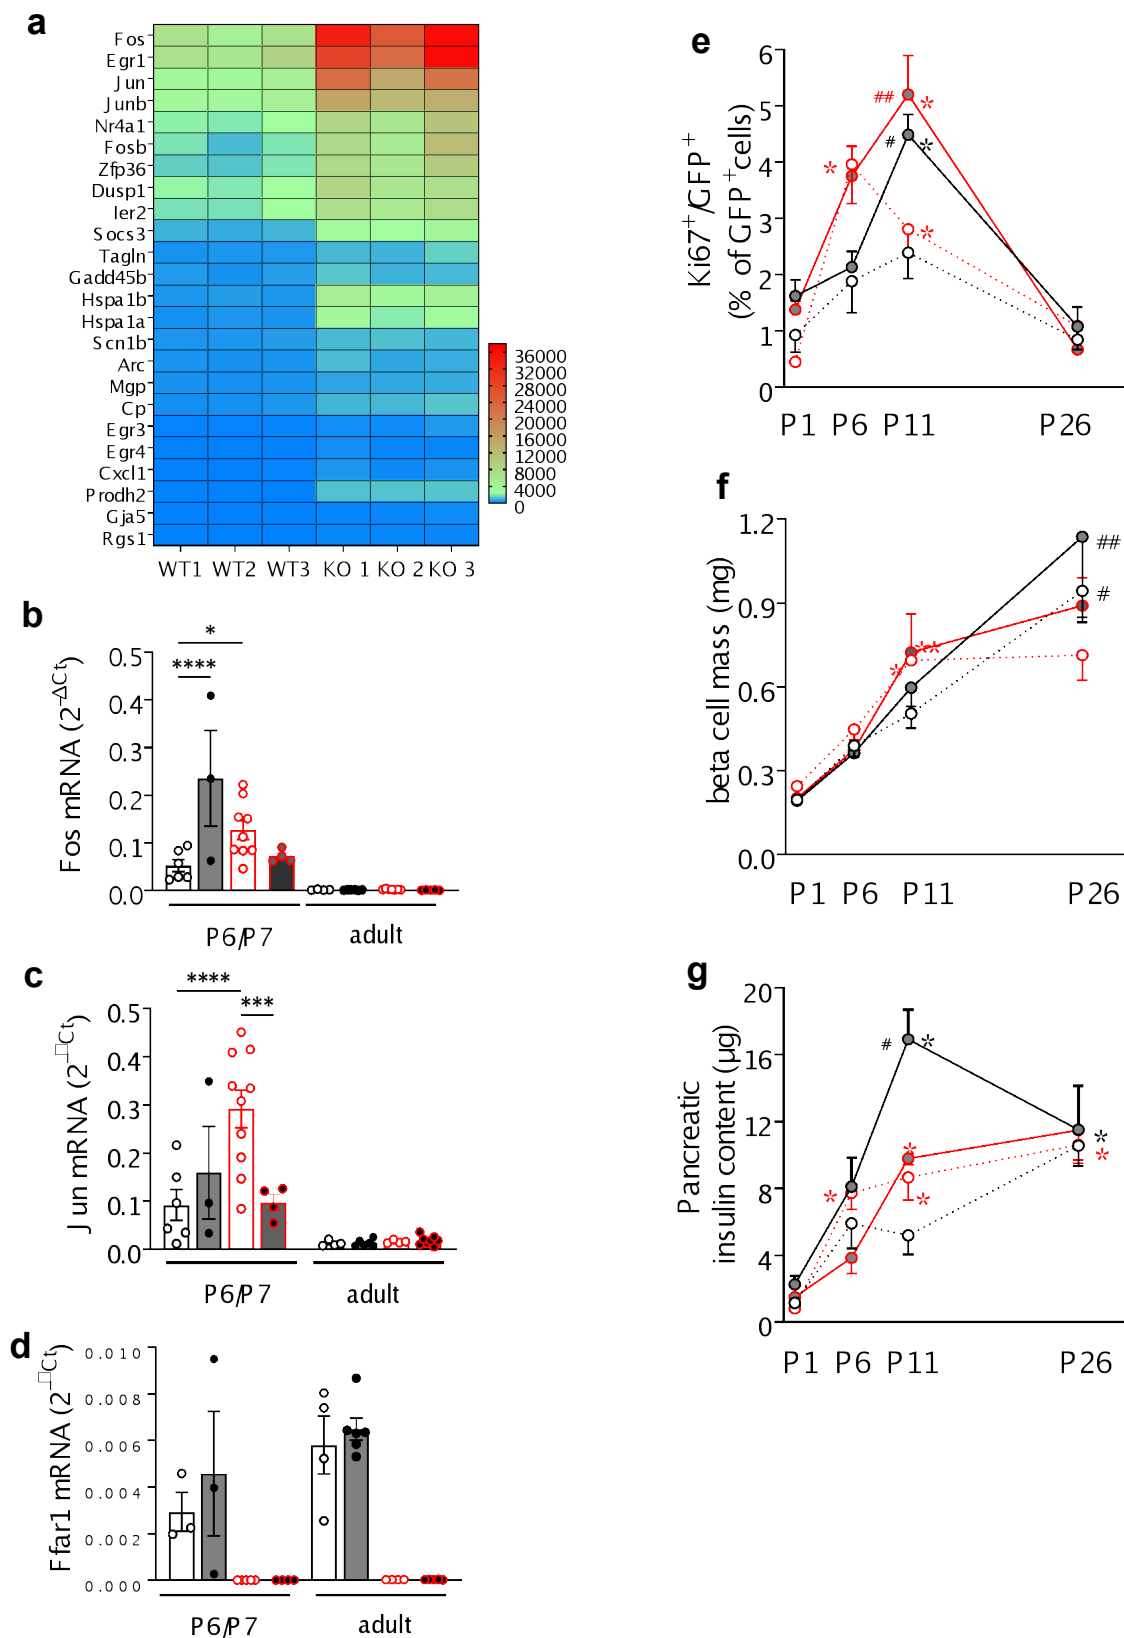 a
Fos
Egr1
Jun
Junb
Nr4a1
Fosb
Zfp36
Dusp1
Ier2
Socs3
Tagln
Gadd45b
Hspa1b
Hspa1a
Scn1b
Arc
Mgp
Cp
Egr3
Egr4
Cxcl1
Prodh2
Gja5
Rgs1
WT1 WT2 WT3 KO 1 KO 2 KO 3
36000
32000
28000
24000
20000
16000
12000
8000
4000
0
b
Fos mRNA (2^-ΔCt)
0.5
0.4
0.3
0.2
0.1
0.0
*
****
P6/P7 adult
c
Jun mRNA (2^-□Ct)
0.5
0.4
0.3
0.2
0.1
0.0
****
***
P6/P7 adult
d
Ffar1 mRNA (2^-□Ct)
0.010
0.008
0.006
0.004
0.002
0.000
P6/P7 adult
e
Ki67+/GFP+
(% of GFP+cells)
6
5
4
3
2
1
0
*
## *
# *
*
P1 P6 P11 P26
f
beta cell mass (mg)
1.2
0.9
0.6
0.3
0.0
* **
##
#
P1 P6 P11 P26
g
Pancreatic
insulin content (µg)
20
16
12
8
4
0
# *
*
*
*
*
*
P1 P6 P11 P26